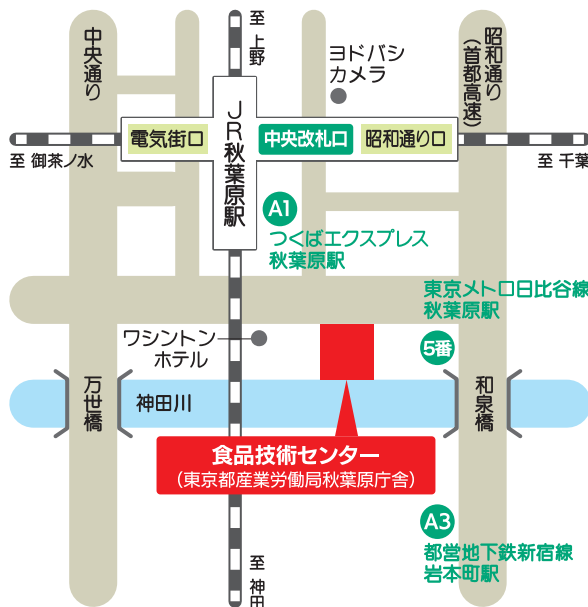 至 上野
中央通り
昭和通り
(首都高速)
ヨドバシ
カメラ
JR秋葉原駅
電気街口
中央改札口
昭和通り口
至 御茶ノ水
至 千葉
A1
つくばエクスプレス
秋葉原駅
東京メトロ日比谷線
秋葉原駅
ワシントン
ホテル
5番
万世橋
神田川
和泉橋
食品技術センター
(東京都産業労働局秋葉原庁舎)
A3
都営地下鉄新宿線
岩本町駅
至 神田